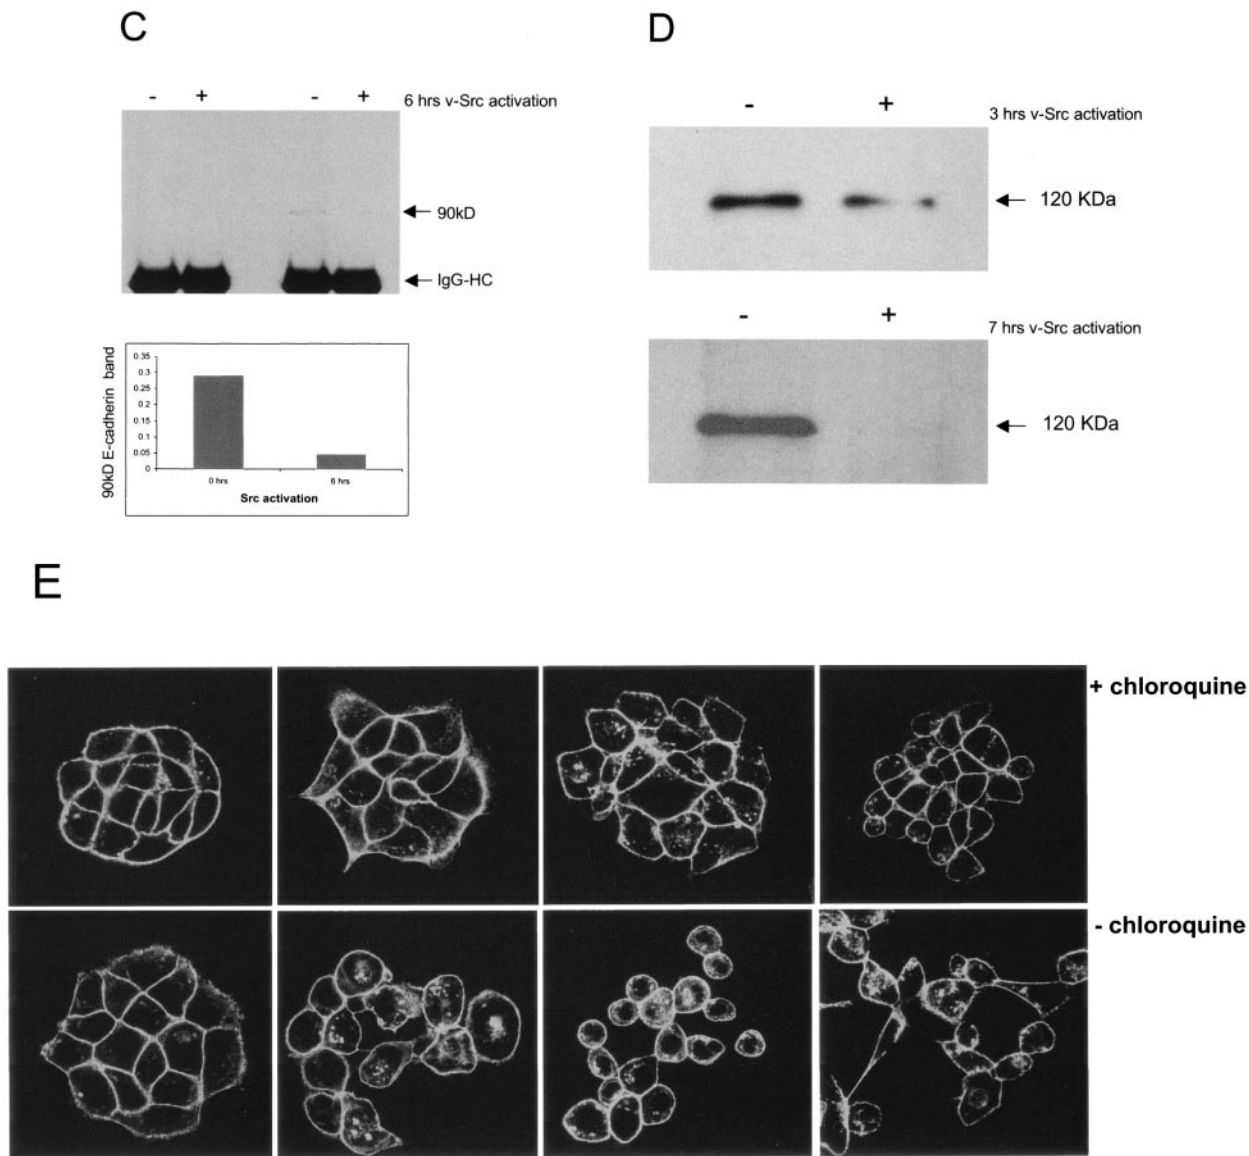 C
- + - + 6 hrs v-Src activation
90kD
IgG-HC
90kD E-cadherin band
0.35
0.3
0.25
0.2
0.15
0.1
0.05
0
0 hrs 6 hrs
Src activation
D
- + 3 hrs v-Src activation
120 KDa
- + 7 hrs v-Src activation
120 KDa
E
+ chloroquine
- chloroquine